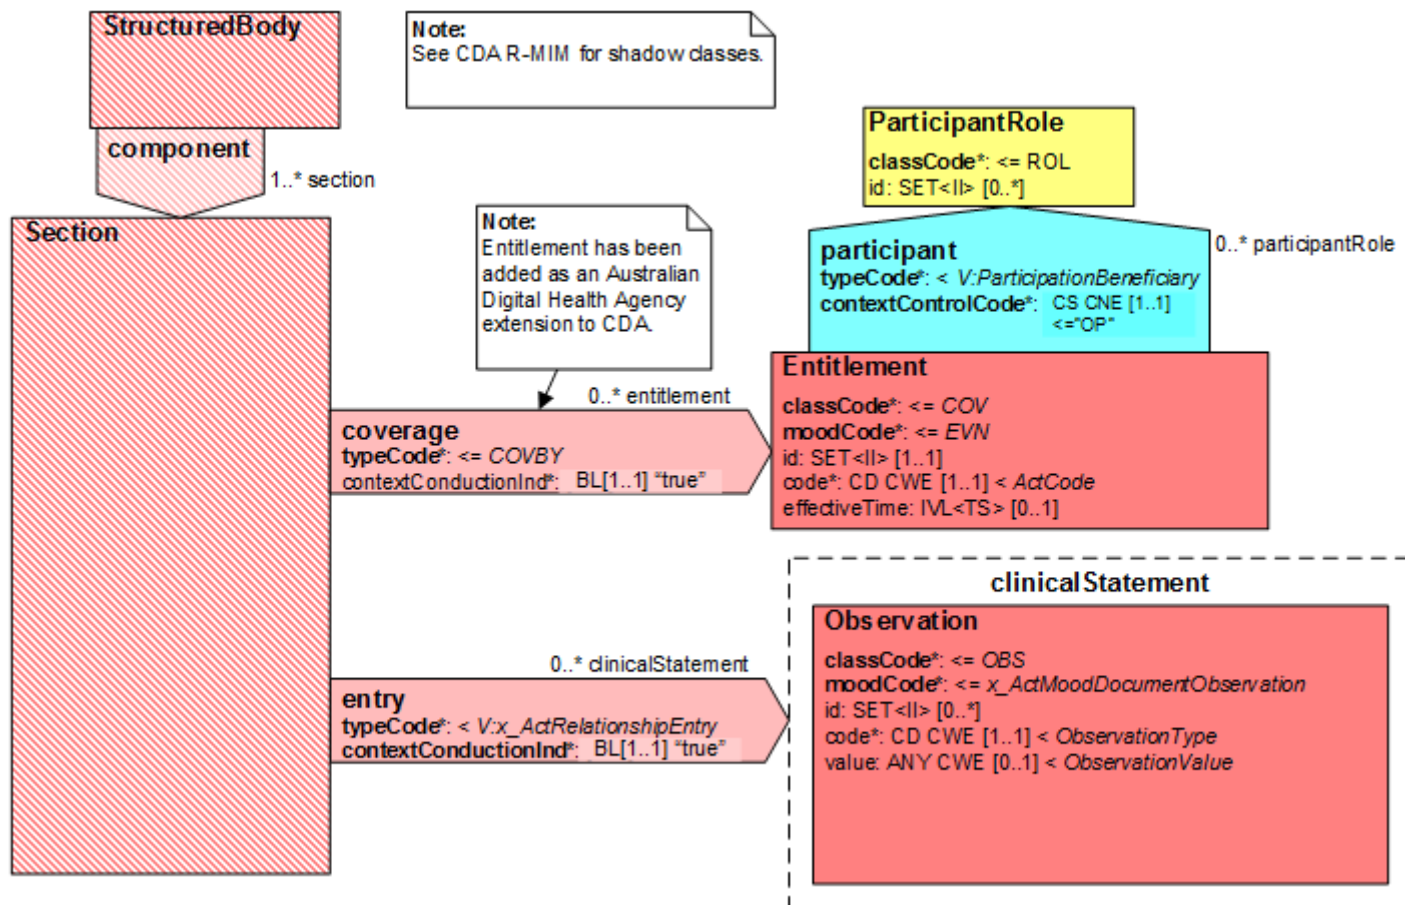 StructuredBody
component
1..* section
Section
Note:
See CDA R-MIM for shadow classes.
Note:
Entitlement has been
added as an Australian
Digital Health Agency
extension to CDA.
ParticipantRole
classCode*: <= ROL
id: SET<II> [0..*]
0..* participantRole
participant
typeCode*: < V:ParticipationBeneficiary
contextControlCode*: CS CNE [1..1]
<="OP"
0..* entitlement
coverage
typeCode*: <= COVBY
contextConductionInd*: BL[1..1] “true”
Entitlement
classCode*: <= COV
moodCode*: <= EVN
id: SET<II> [1..1]
code*: CD CWE [1..1] < ActCode
effectiveTime: IVL<TS> [0..1]
0..* clinicalStatement
entry
typeCode*: < V:x_ActRelationshipEntry
contextConductionInd*: BL[1..1] “true”
clinicalStatement
Observation
classCode*: <= OBS
moodCode*: <= x_ActMoodDocumentObservation
id: SET<II> [0..*]
code*: CD CWE [1..1] < ObservationType
value: ANY CWE [0..1] < ObservationValue